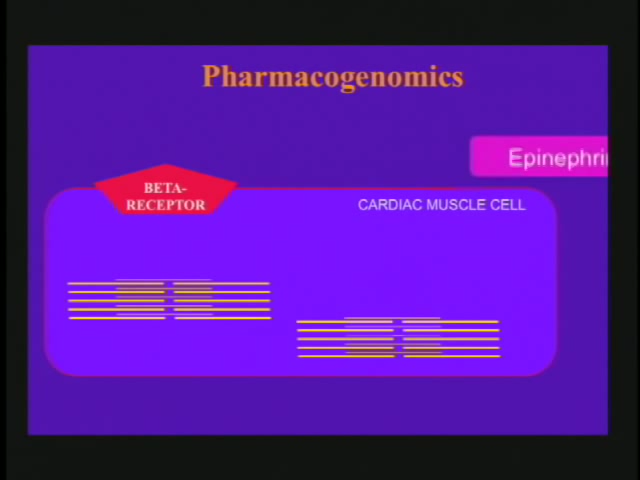 Pharmacogenomics
Epinephri
BETA-
RECEPTOR
CARDIAC MUSCLE CELL